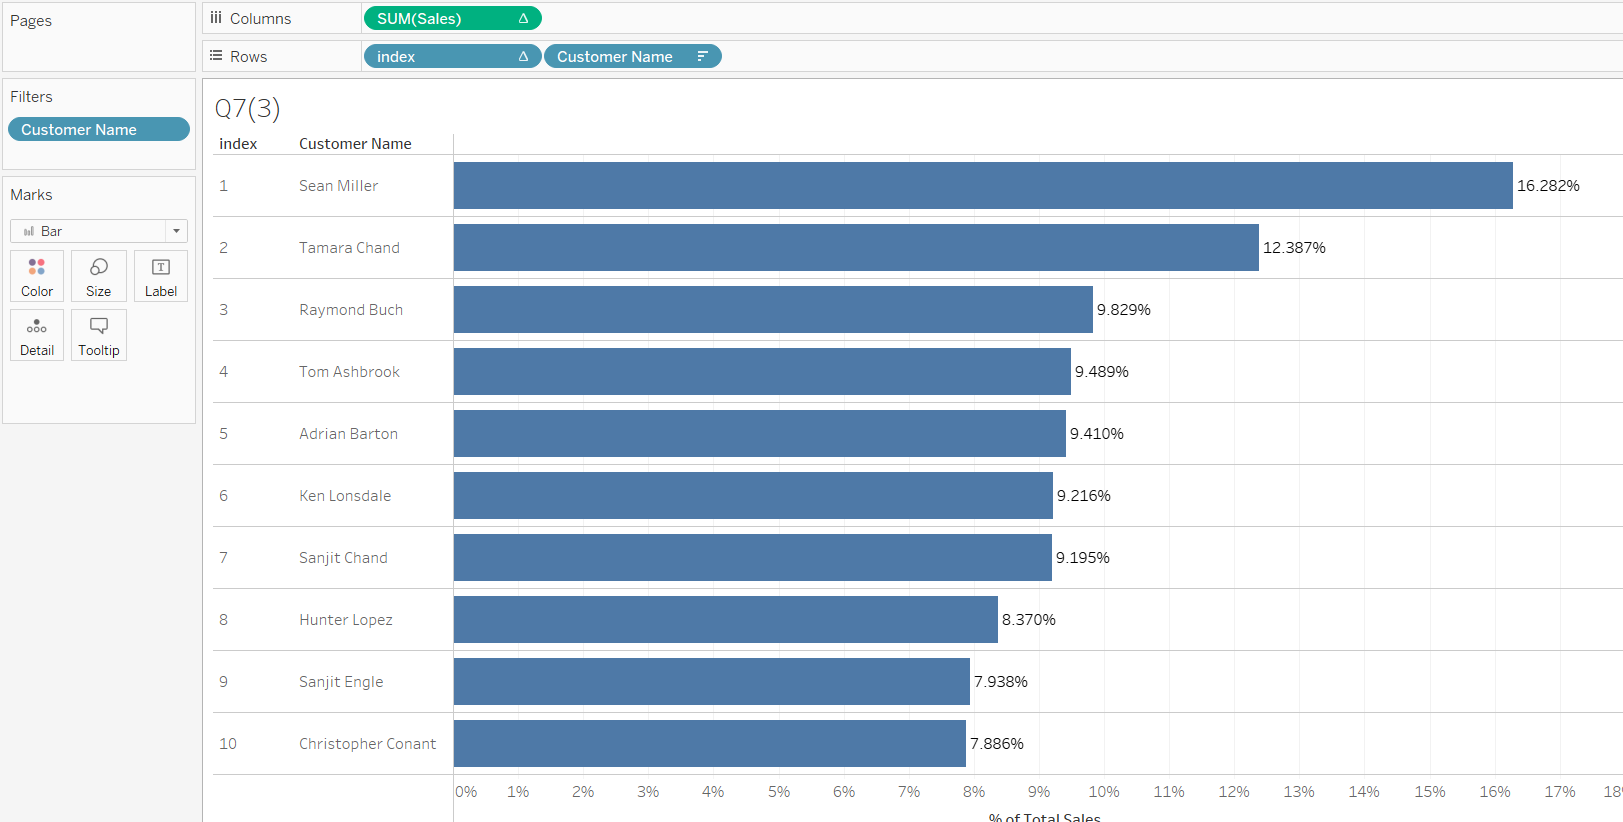 Pages
Columns
SUM(Sales)
Rows
index
Customer Name
Filters
Customer Name
Marks
Bar
Color
Size
Label
Detail
Tooltip
Q7(3)
index Customer Name
1 Sean Miller 16.282%
2 Tamara Chand 12.387%
3 Raymond Buch 9.829%
4 Tom Ashbrook 9.489%
5 Adrian Barton 9.410%
6 Ken Lonsdale 9.216%
7 Sanjit Chand 9.195%
8 Hunter Lopez 8.370%
9 Sanjit Engle 7.938%
10 Christopher Conant 7.886%
0% 1% 2% 3% 4% 5% 6% 7% 8% 9% 10% 11% 12% 13% 14% 15% 16% 17% 18
% of Total Sales